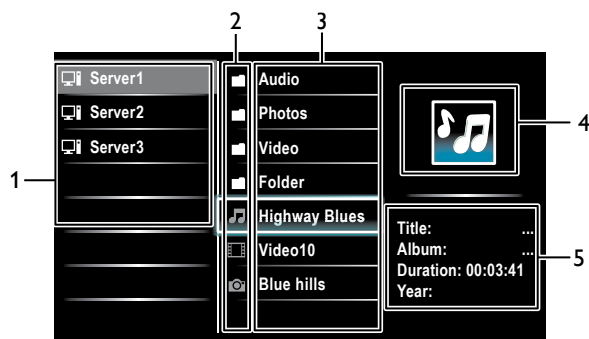 2 3
Server1
Server2
Server3
1
Audio
Photos
Video
Folder
Highway Blues
Video10
Blue hills
4
Title: ...
Album: ...
Duration: 00:03:41
Year:
5